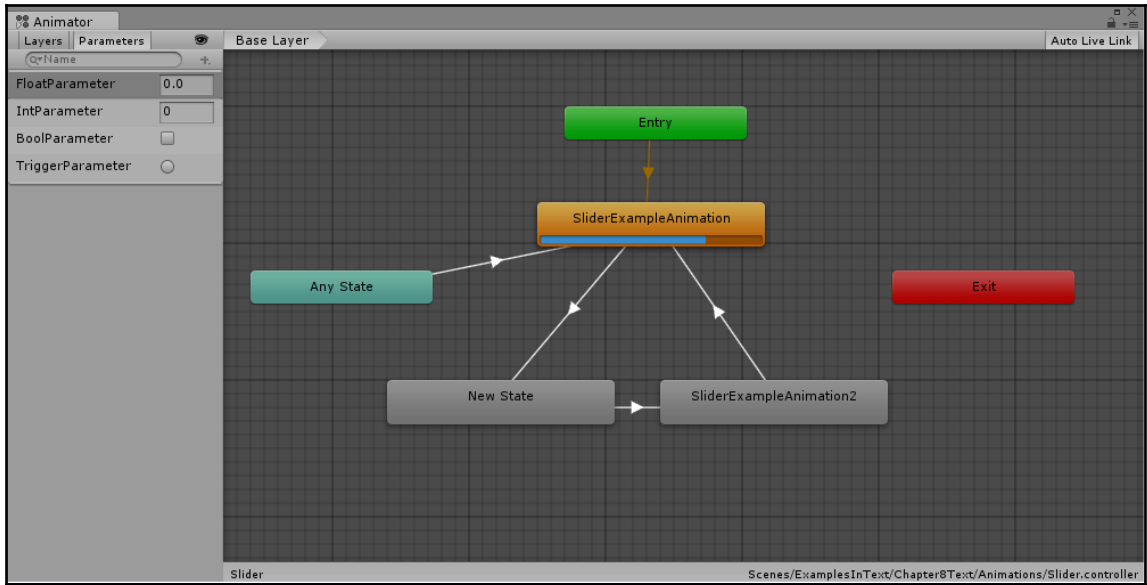 Animator
Layers Parameters
Name
Base Layer
Auto Live Link
FloatParameter 0.0
IntParameter 0
BoolParameter
TriggerParameter
Entry
SliderExampleAnimation
Any State
Exit
New State
SliderExampleAnimation2
Slider
Scenes/ExamplesInText/Chapter8Text/Animations/Slider.controller